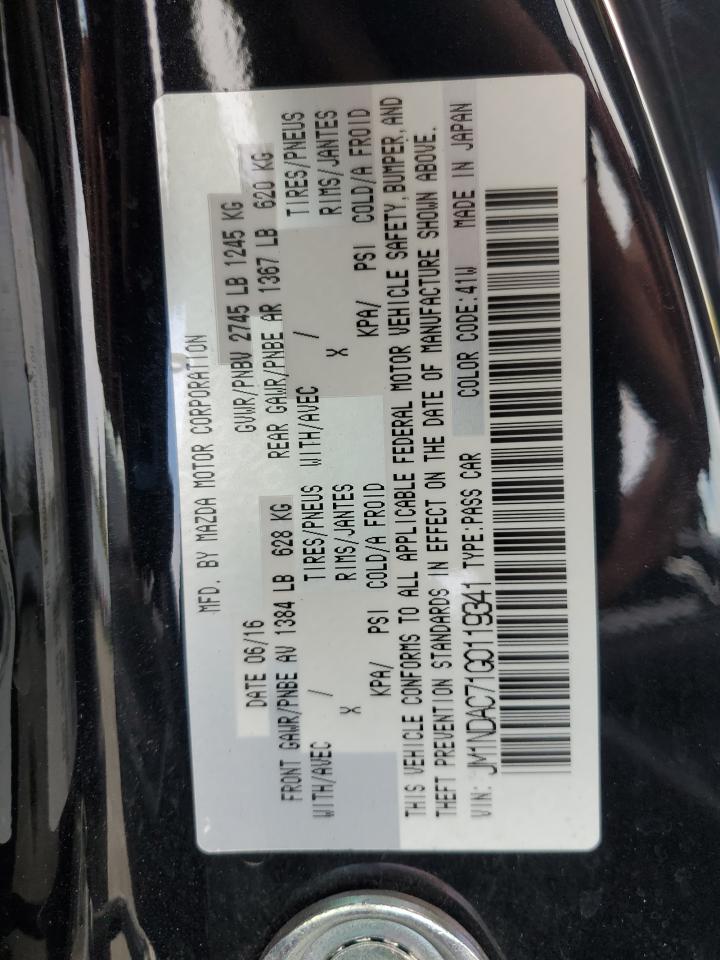 MFD. BY MAZDA MOTOR CORPORATION
DATE 06/16 GVWR/PNBV 2745 LB 1245 KG
FRONT GAWR/PNBE AV 1384 LB 628 KG REAR GAWR/PNBE AR 1367 LB 620 KG
WITH/AVEC / TIRES/PNEUS WITH/AVEC / TIRES/PNEUS
X RIMS/JANTES X RIMS/JANTES
KPA/ PSI COLD/A FROID KPA/ PSI COLD/A FROID
THIS VEHICLE CONFORMS TO ALL APPLICABLE FEDERAL MOTOR VEHICLE SAFETY, BUMPER, AND
THEFT PREVENTION STANDARDS IN EFFECT ON THE DATE OF MANUFACTURE SHOWN ABOVE.
VIN: JM1NDAC71G0119341 TYPE:PASS CAR COLOR CODE:41W MADE IN JAPAN